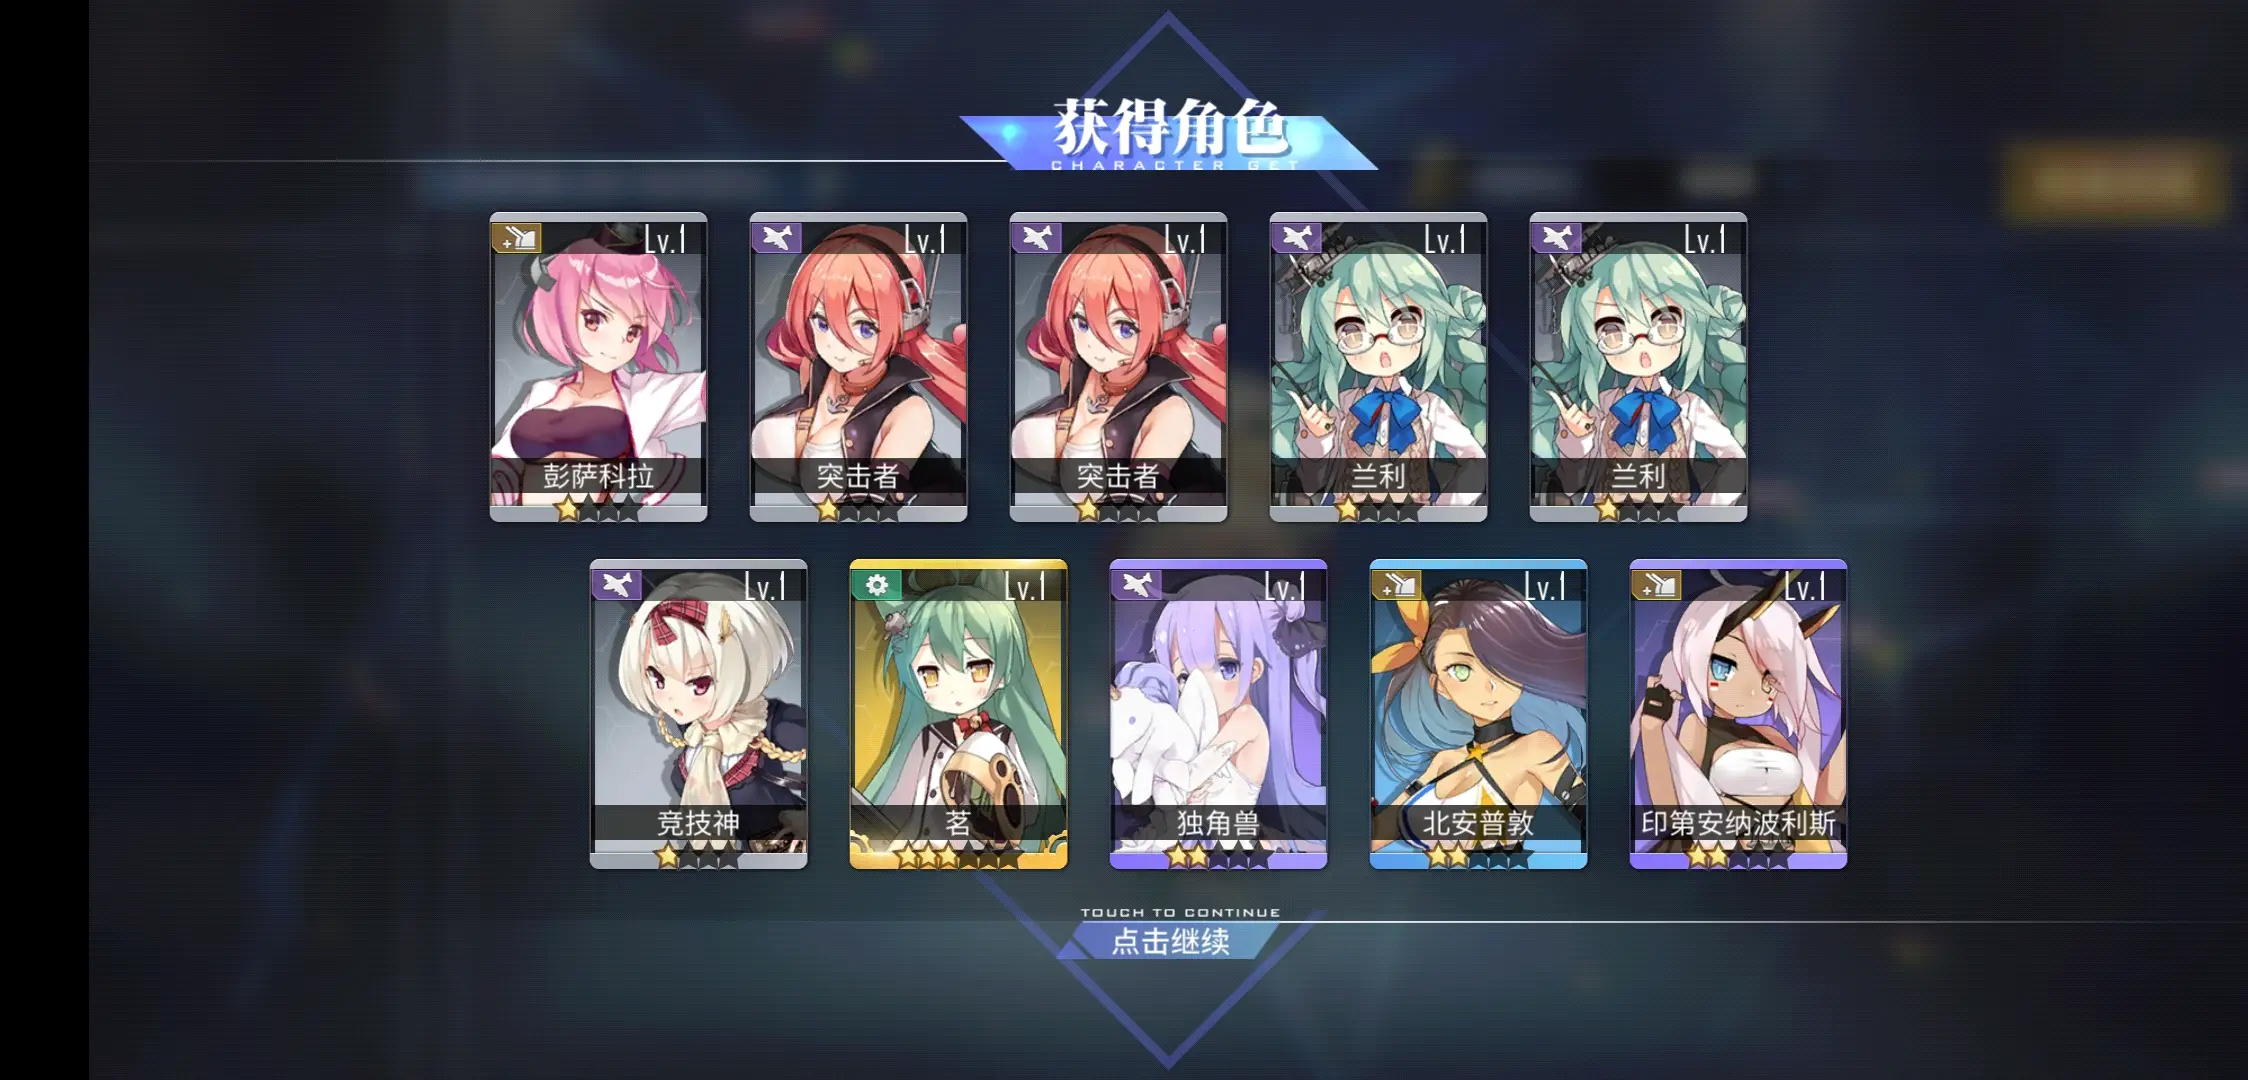 获得角色
CHARACTER GET
Lv.1 Lv.1 Lv.1 Lv.1 Lv.1
彭萨科拉 突击者 突击者 兰利 兰利
Lv.1 Lv.1 Lv.1 Lv.1 Lv.1
竞技神 茗 独角兽 北安普敦 印第安纳波利斯
TOUCH TO CONTINUE
点击继续